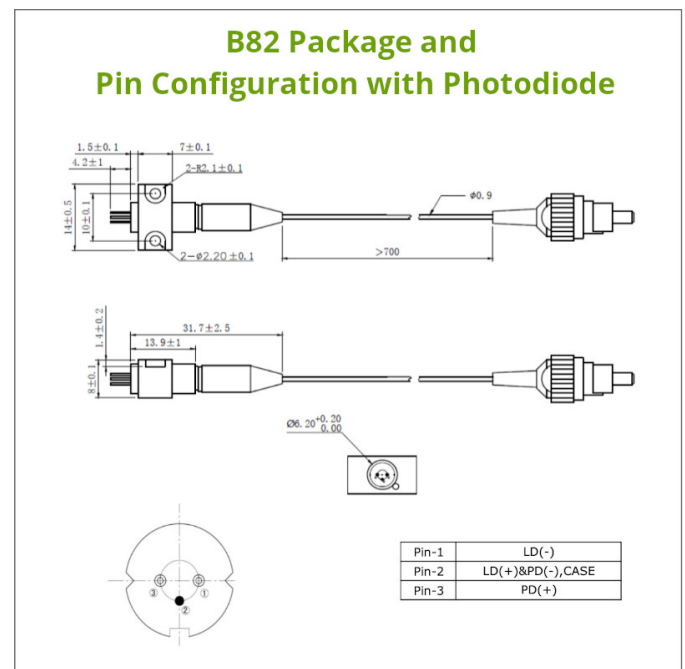 B82 Package and
Pin Configuration with Photodiode
1.5±0.1
7±0.1
4.2±1
2-R2.1±0.1
14±0.5
10±0.1
2-ø2.20±0.1
ø0.9
>700
1.4±0.2
31.7±2.5
13.9±1
8±0.1
Ø6.20+0.20 0.00
③ ①
②
Pin-1 LD(-)
Pin-2 LD(+)&PD(-),CASE
Pin-3 PD(+)